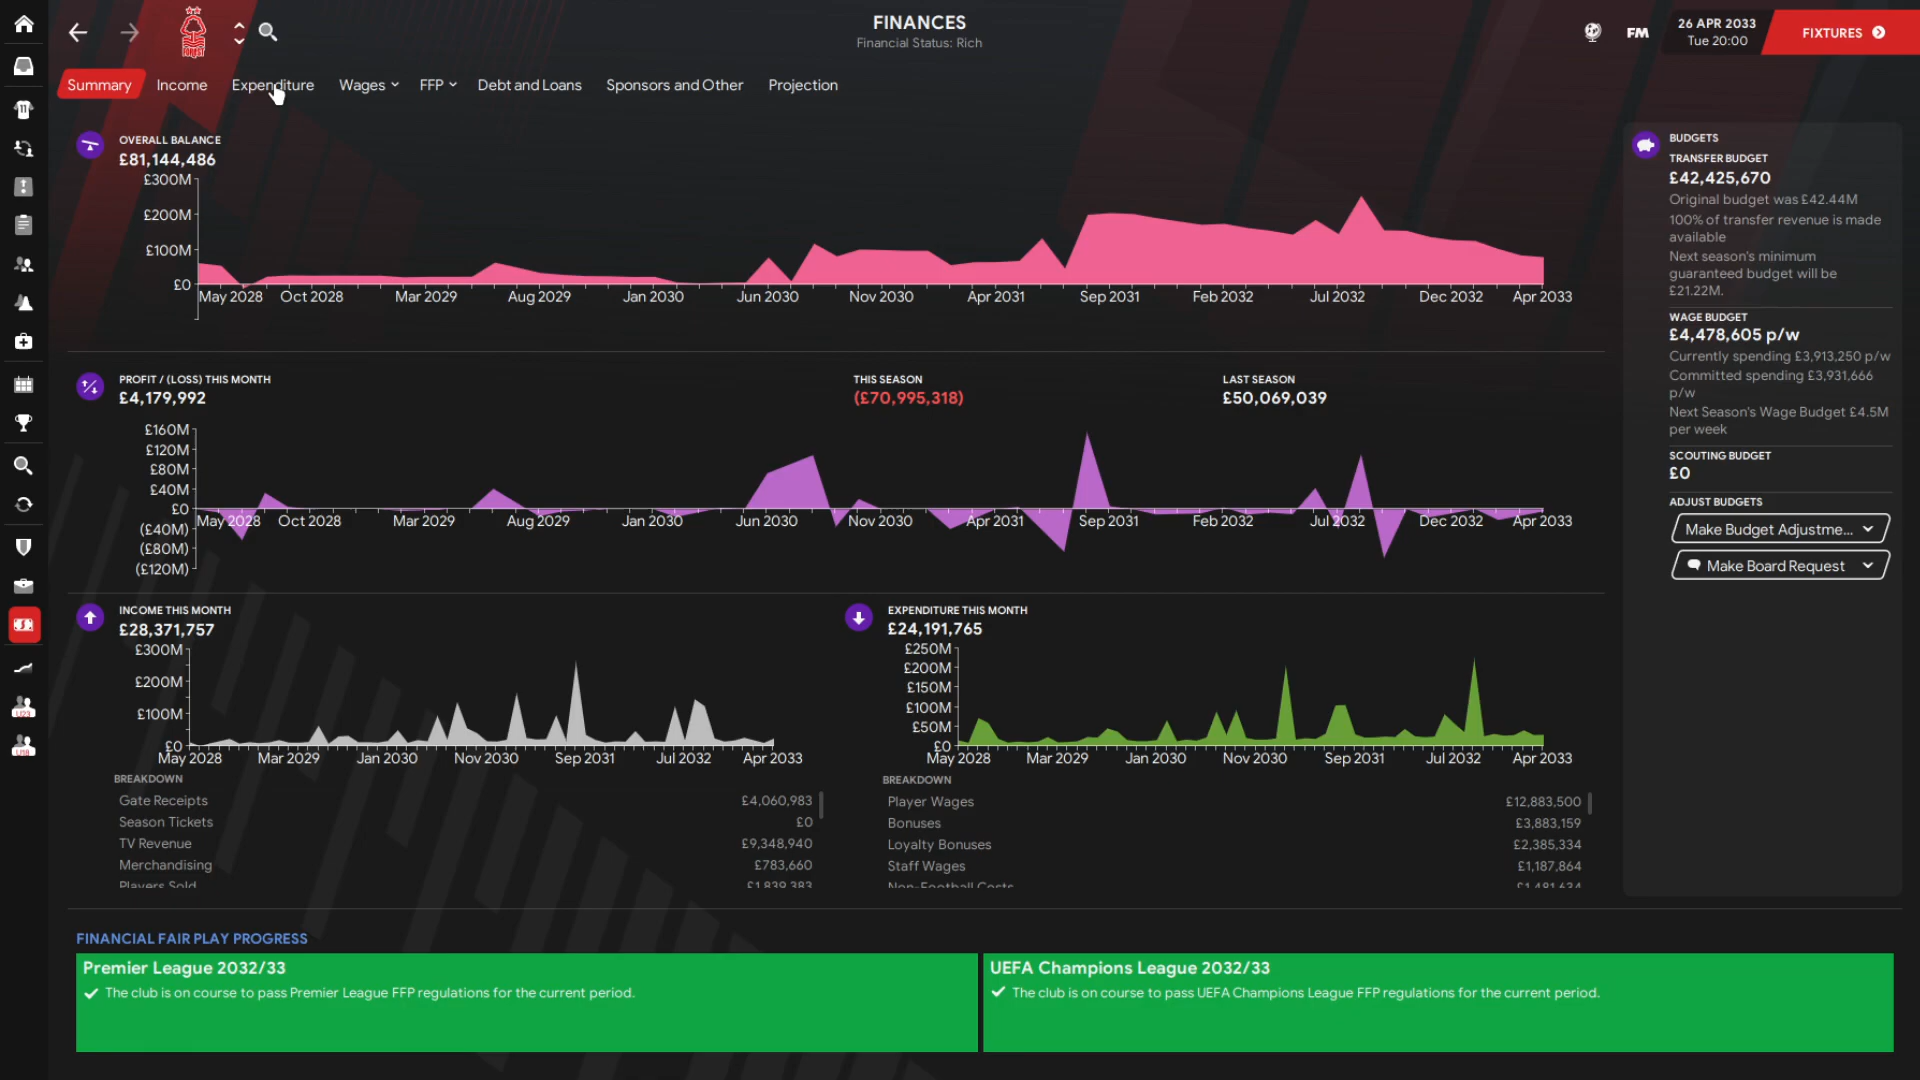 FINANCES
Financial Status: Rich
FM
26 APR 2033
Tue 20:00
FIXTURES
Summary
Income
Expenditure
Wages
FFP
Debt and Loans
Sponsors and Other
Projection
OVERALL BALANCE
£81,144,486
£300M
£200M
£100M
£0
May 2028 Oct 2028 Mar 2029 Aug 2029 Jan 2030 Jun 2030 Nov 2030 Apr 2031 Sep 2031 Feb 2032 Jul 2032 Dec 2032 Apr 2033
PROFIT / (LOSS) THIS MONTH
£4,179,992
THIS SEASON
(£70,995,318)
LAST SEASON
£50,069,039
£160M
£120M
£80M
£40M
£0
(£40M)
(£80M)
(£120M)
May 2028 Oct 2028 Mar 2029 Aug 2029 Jan 2030 Jun 2030 Nov 2030 Apr 2031 Sep 2031 Feb 2032 Jul 2032 Dec 2032 Apr 2033
INCOME THIS MONTH
£28,371,757
£300M
£200M
£100M
£0
May 2028 Mar 2029 Jan 2030 Nov 2030 Sep 2031 Jul 2032 Apr 2033
BREAKDOWN
Gate Receipts £4,060,983
Season Tickets £0
TV Revenue £9,348,940
Merchandising £783,660
Players Sold £1,839,383
EXPENDITURE THIS MONTH
£24,191,765
£250M
£200M
£150M
£100M
£50M
£0
May 2028 Mar 2029 Jan 2030 Nov 2030 Sep 2031 Jul 2032 Apr 2033
BREAKDOWN
Player Wages £12,883,500
Bonuses £3,883,159
Loyalty Bonuses £2,385,334
Staff Wages £1,187,864
Non-Football Costs £1,481,634
BUDGETS
TRANSFER BUDGET
£42,425,670
Original budget was £42.44M
100% of transfer revenue is made
available
Next season's minimum
guaranteed budget will be
£21.22M.
WAGE BUDGET
£4,478,605 p/w
Currently spending £3,913,250 p/w
Committed spending £3,931,666
p/w
Next Season's Wage Budget £4.5M
per week
SCOUTING BUDGET
£0
ADJUST BUDGETS
Make Budget Adjustme...
Make Board Request
FINANCIAL FAIR PLAY PROGRESS
Premier League 2032/33
The club is on course to pass Premier League FFP regulations for the current period.
UEFA Champions League 2032/33
The club is on course to pass UEFA Champions League FFP regulations for the current period.
11
U23
U18
FOREST